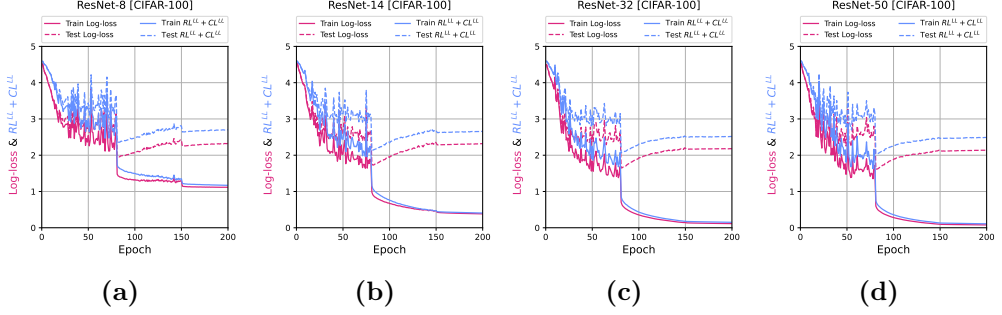 ResNet-8 [CIFAR-100]
Train Log-loss
Test Log-loss
Train RL^LL + CL^LL
Test RL^LL + CL^LL
Log-loss & RL^LL + CL^LL
5
4
3
2
1
0
0 50 100 150 200
Epoch
(a)
ResNet-14 [CIFAR-100]
Train Log-loss
Test Log-loss
Train RL^LL + CL^LL
Test RL^LL + CL^LL
Log-loss & RL^LL + CL^LL
5
4
3
2
1
0
0 50 100 150 200
Epoch
(b)
ResNet-32 [CIFAR-100]
Train Log-loss
Test Log-loss
Train RL^LL + CL^LL
Test RL^LL + CL^LL
Log-loss & RL^LL + CL^LL
5
4
3
2
1
0
0 50 100 150 200
Epoch
(c)
ResNet-50 [CIFAR-100]
Train Log-loss
Test Log-loss
Train RL^LL + CL^LL
Test RL^LL + CL^LL
Log-loss & RL^LL + CL^LL
5
4
3
2
1
0
0 50 100 150 200
Epoch
(d)